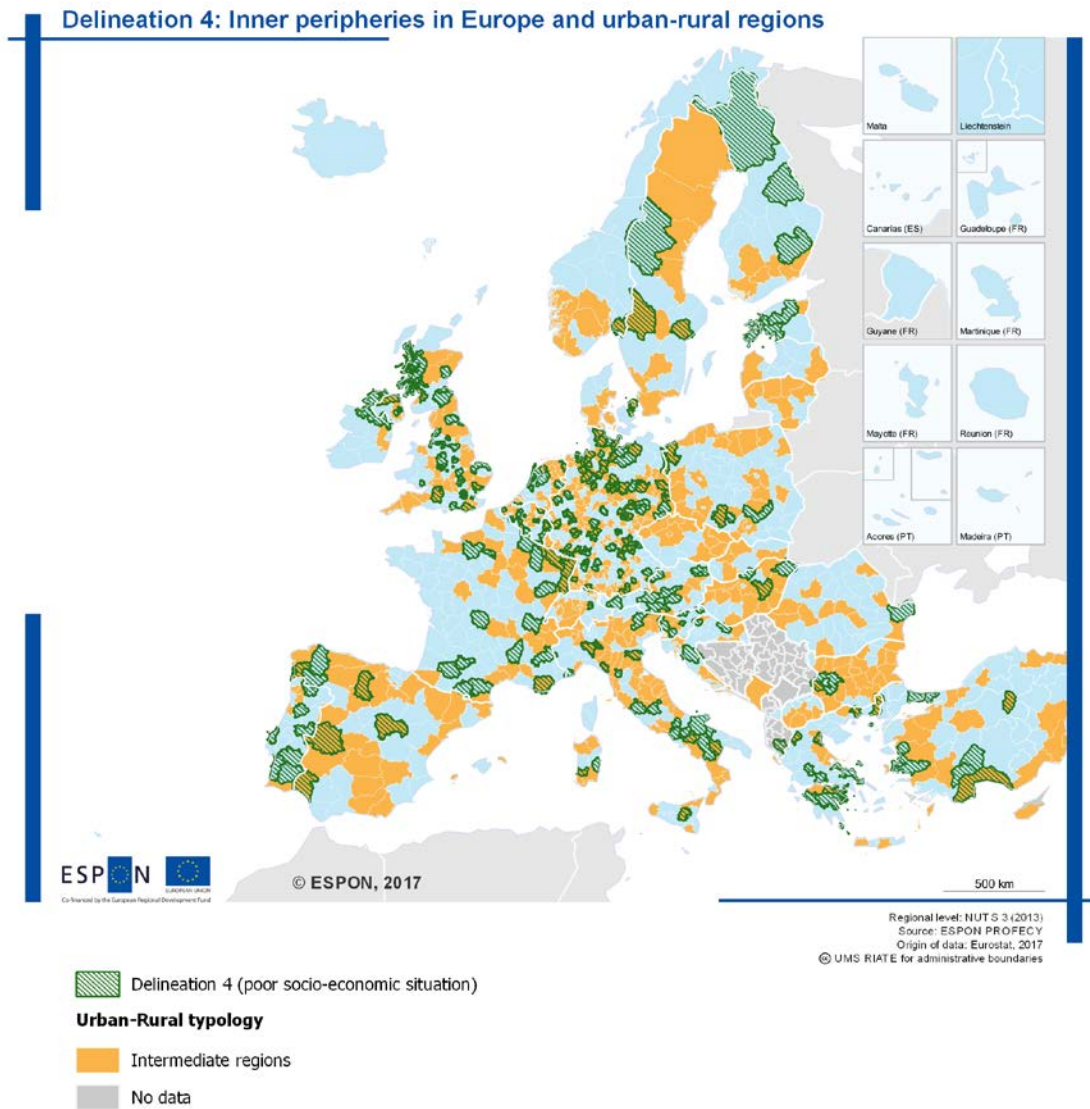 Delineation 4: Inner peripheries in Europe and urban-rural regions
Malta
Liechtenstein
Canarias (ES)
Guadeloupe (FR)
Guyane (FR)
Martinique (FR)
Mayotte (FR)
Reunion (FR)
Acores (PT)
Madeira (PT)
ESPON
EUROPEAN UNION
Co-financed by the European Regional Development Fund
© ESPON, 2017
500 km
Regional level: NUTS 3 (2013)
Source: ESPON PROFECY
Origin of data: Eurostat, 2017
cc UMS RIATE for administrative boundaries
Delineation 4 (poor socio-economic situation)
Urban-Rural typology
Intermediate regions
No data